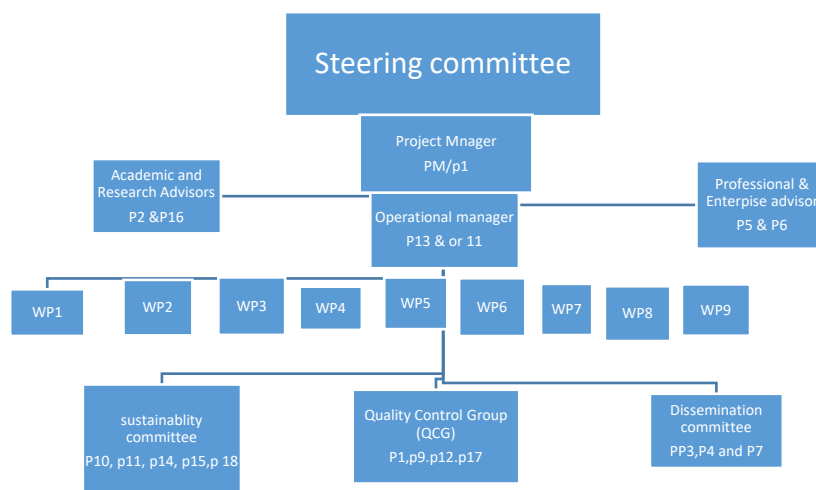 Steering committee
Project Mnager
PM/p1
Academic and
Research Advisors
P2 &P16
Professional &
Enterpise advisor
P5 & P6
Operational manager
P13 & or 11
WP1
WP2
WP3
WP4
WP5
WP6
WP7
WP8
WP9
sustainablity
committee
P10, p11, p14, p15,p 18
Quality Control Group
(QCG)
P1,p9.p12.p17
Dissemination
committee
PP3,P4 and P7